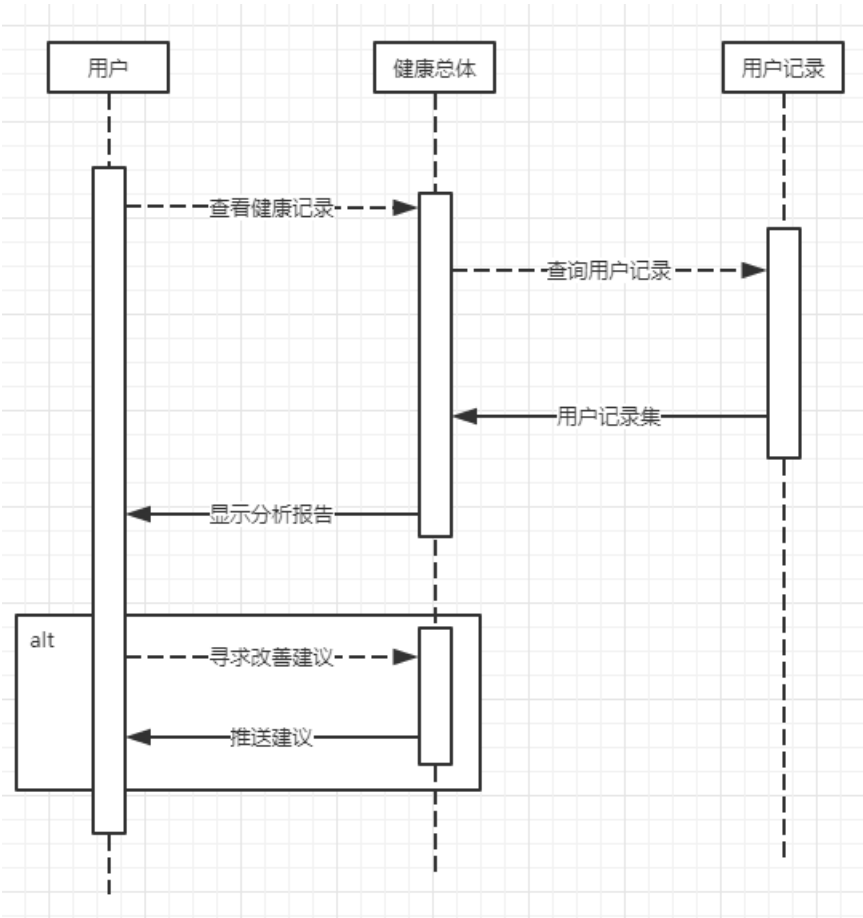 用户
健康总体
用户记录
查看健康记录
查询用户记录
用户记录集
显示分析报告
alt
寻求改善建议
推送建议